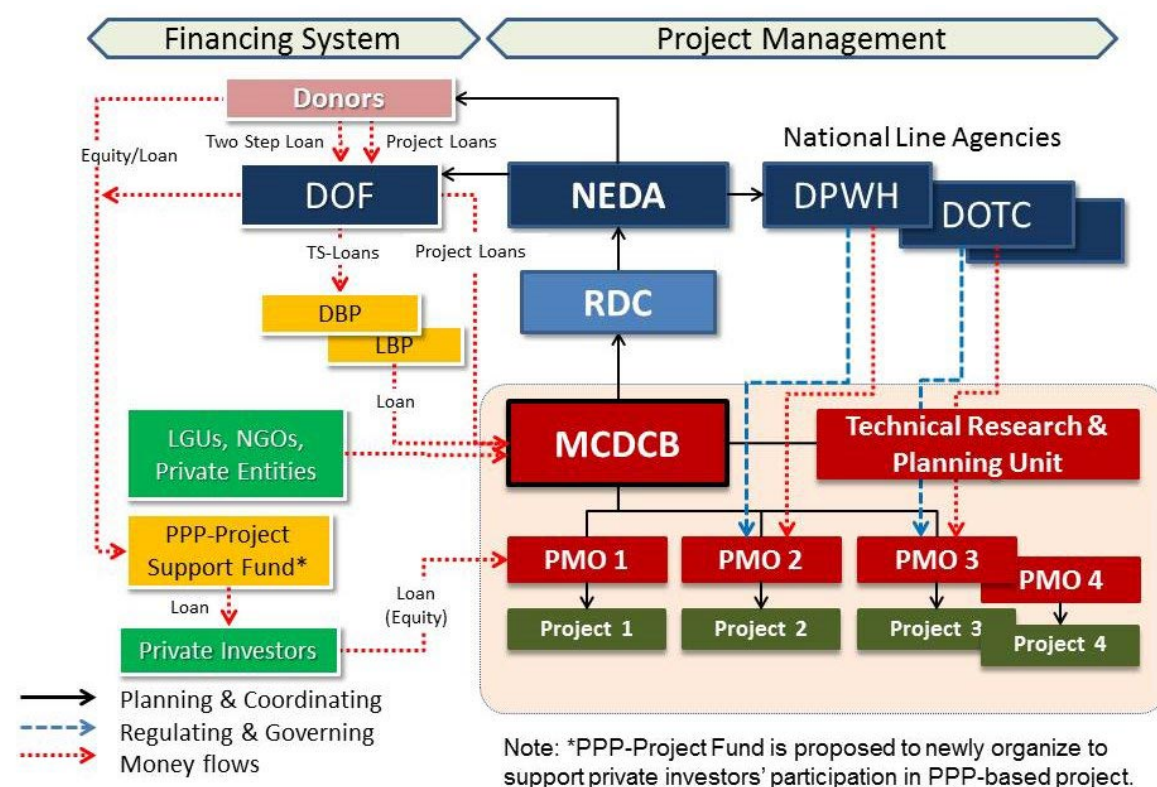 Financing System
Project Management
Donors
Two Step Loan
Project Loans
Equity/Loan
National Line Agencies
DOF
NEDA
DPWH
DOTC
TS-Loans
Project Loans
DBP
LBP
RDC
Loan
LGUs, NGOs,
Private Entities
MCDCB
Technical Research &
Planning Unit
PPP-Project
Support Fund*
PMO 1
PMO 2
PMO 3
PMO 4
Loan
Loan
(Equity)
Private Investors
Project 1
Project 2
Project 3
Project 4
Planning & Coordinating
Regulating & Governing
Money flows
Note: *PPP-Project Fund is proposed to newly organize to
support private investors' participation in PPP-based project.